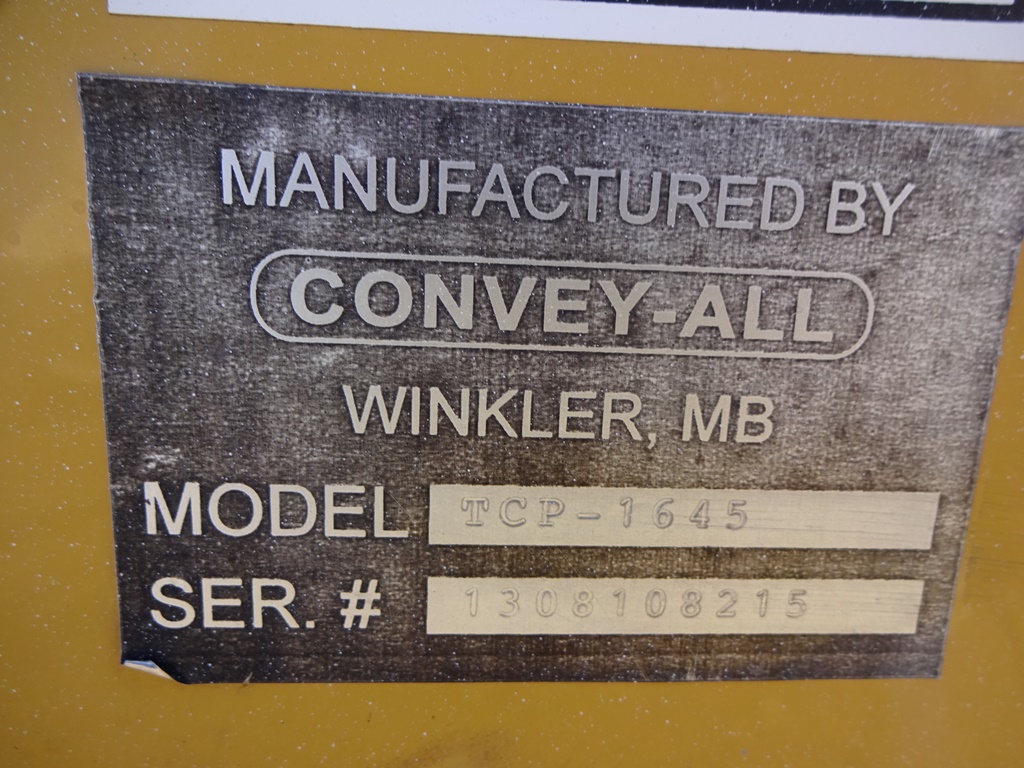 MANUFACTURED BY
CONVEY-ALL
WINKLER, MB
MODEL TCP-1645
SER. # 1308108215